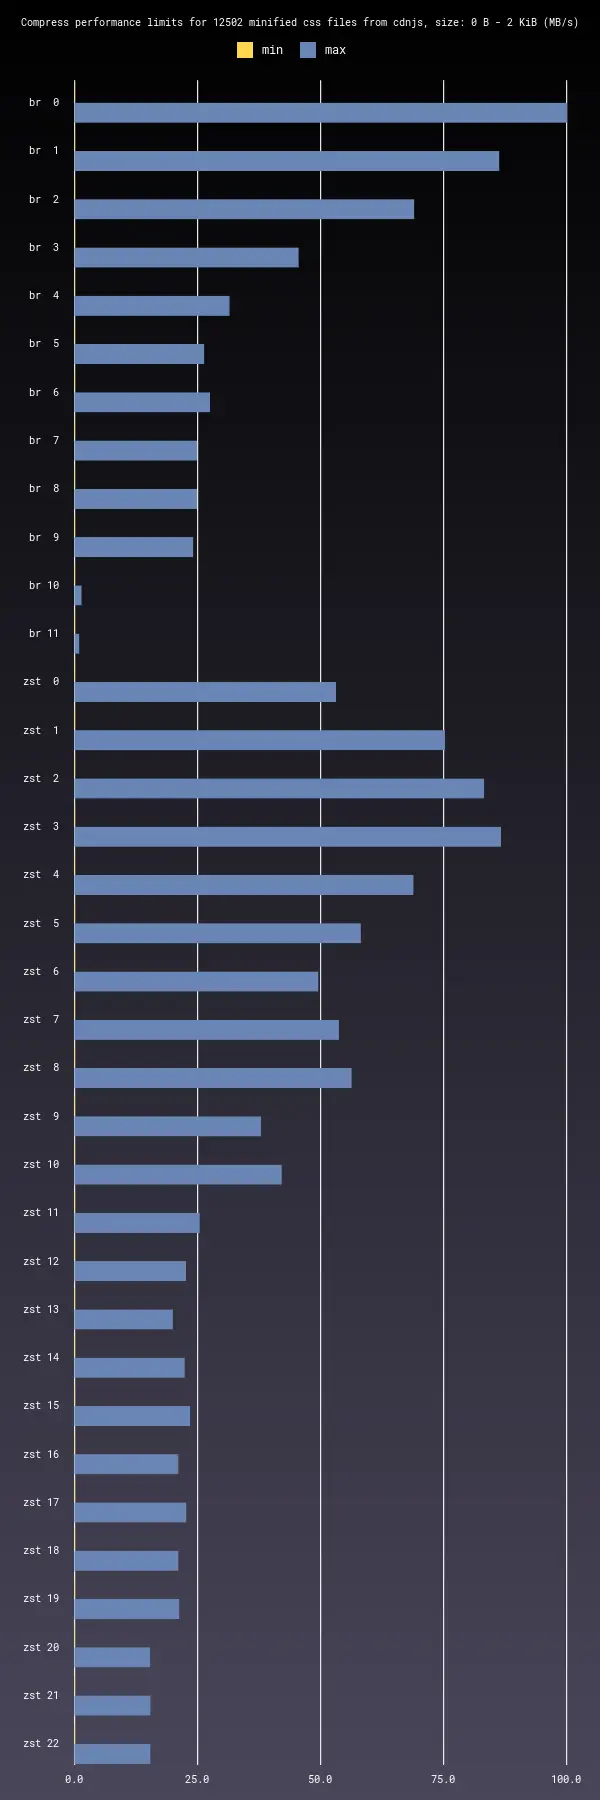 Compress performance limits for 12502 minified css files from cdnjs, size: 0 B - 2 KiB (MB/s)
min max
br 0
br 1
br 2
br 3
br 4
br 5
br 6
br 7
br 8
br 9
br 10
br 11
zst 0
zst 1
zst 2
zst 3
zst 4
zst 5
zst 6
zst 7
zst 8
zst 9
zst 10
zst 11
zst 12
zst 13
zst 14
zst 15
zst 16
zst 17
zst 18
zst 19
zst 20
zst 21
zst 22
0.0 25.0 50.0 75.0 100.0